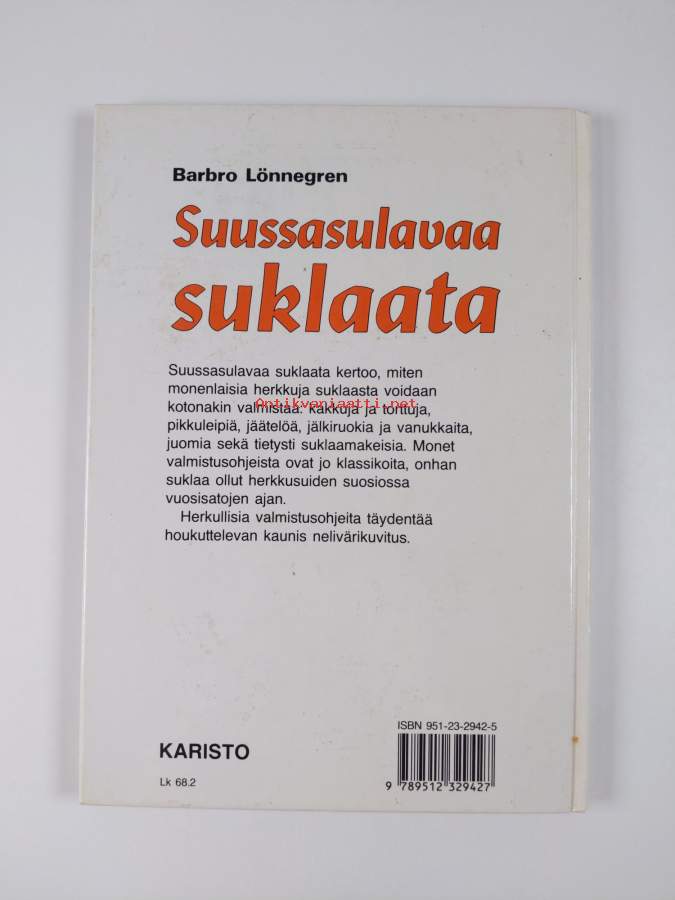 Barbro Lönnegren
Suussasulavaa
suklaata
Suussasulavaa suklaata kertoo, miten
monenlaisia herkkuja suklaasta voidaan
Antikvariaatti.net
kotonakin valmistaa: kakkuja ja torttuja,
pikkuleipiä, jäätelöä, jälkiruokia ja vanukkaita,
juomia sekä tietysti suklaamakeisia. Monet
valmistusohjeista ovat jo klassikoita, onhan
suklaa ollut herkkusuiden suosiossa
vuosisatojen ajan.
Herkullisia valmistusohjeita täydentää
houkuttelevan kaunis nelivärikuvitus.
ISBN 951-23-2942-5
KARISTO
Lk 68.2
9 789512 329427